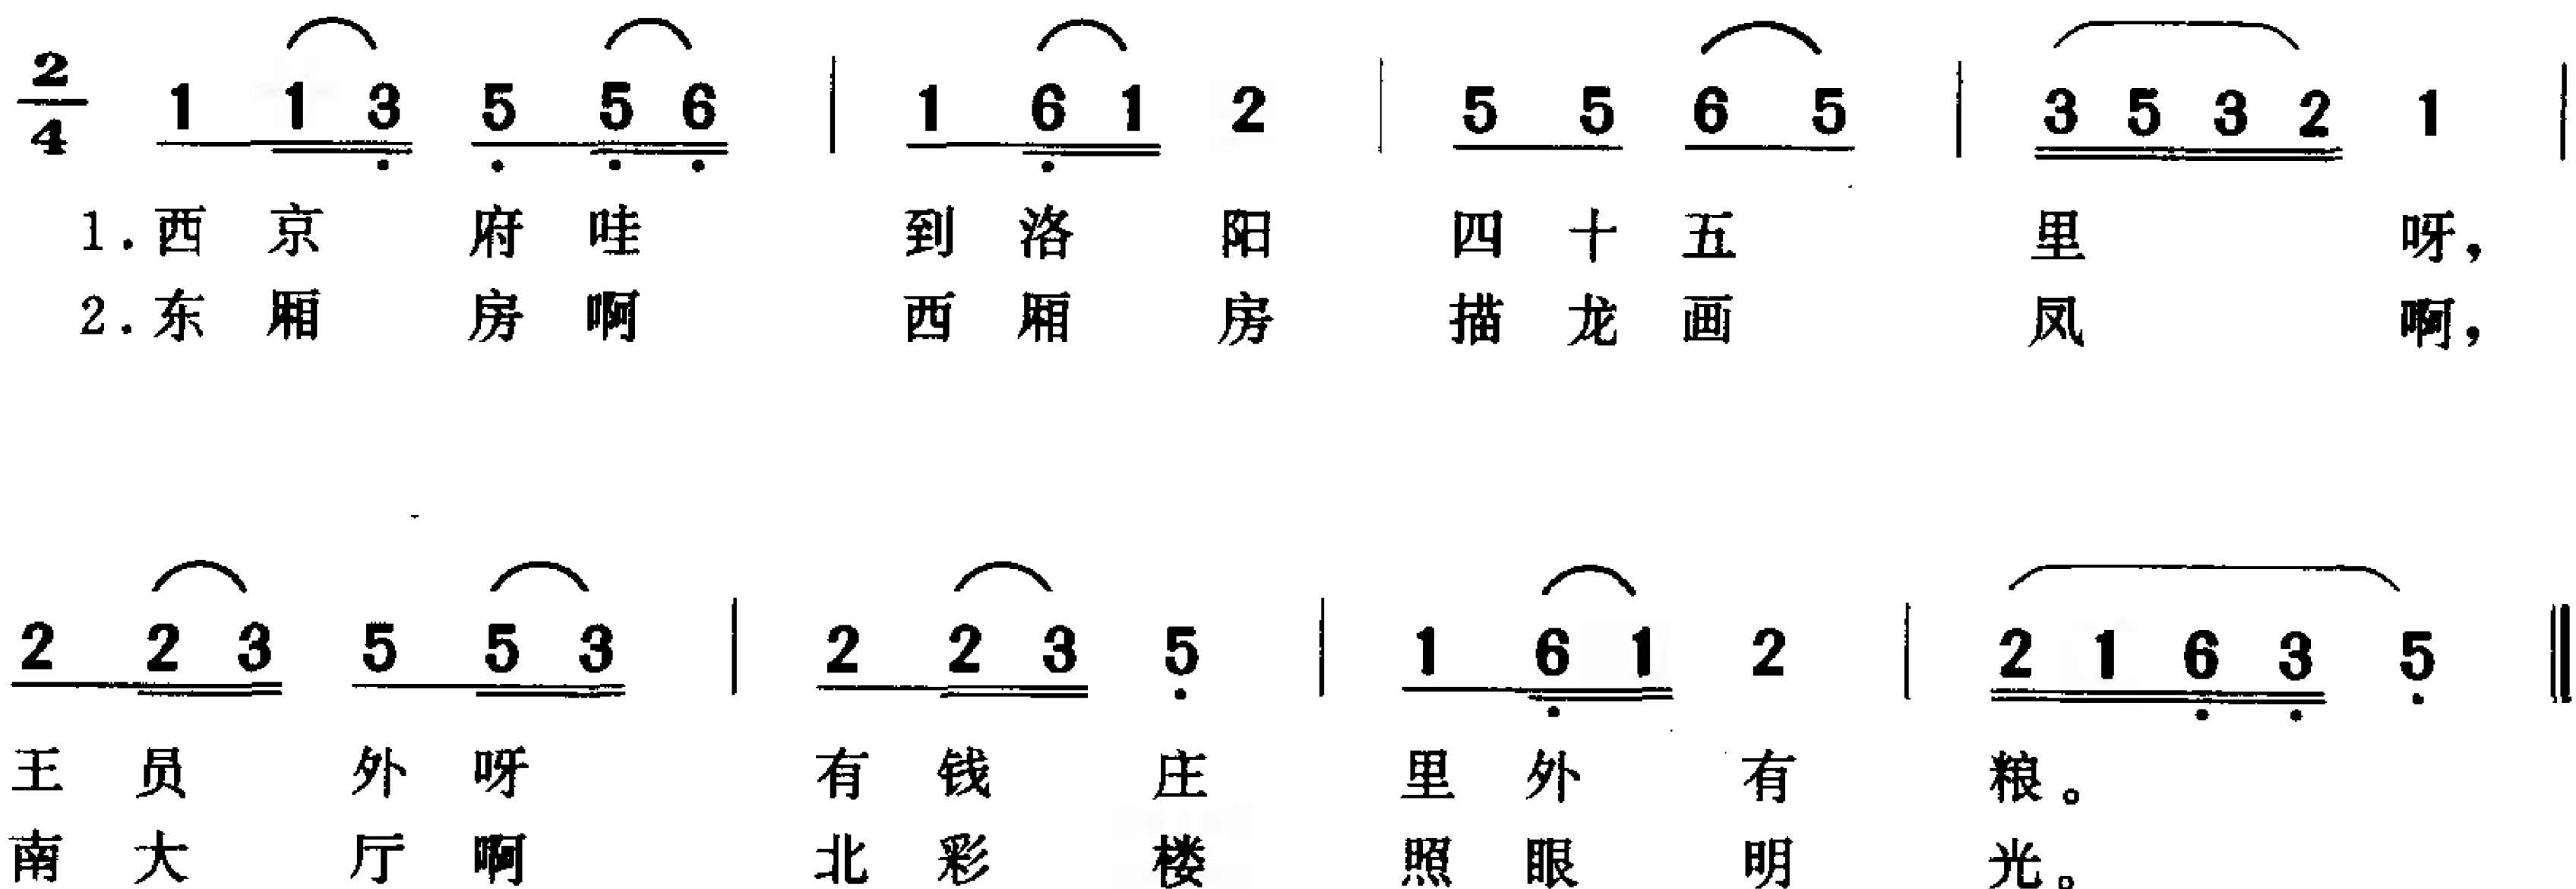 2/4 1 1 3 5 5 6 | 1 6 1 2 | 5 5 6 5 | 3 5 3 2 1 |
1.西 京 府 哇 到 洛 阳 四 十 五 里 呀，
2.东 厢 房 啊 西 厢 房 描 龙 画 凤 啊，
2 2 3 5 5 3 | 2 2 3 5 | 1 6 1 2 | 2 1 6 3 5 ‖
王 员 外 呀 有 钱 庄 里 外 有 粮。
南 大 厅 啊 北 彩 楼 照 眼 明 光。